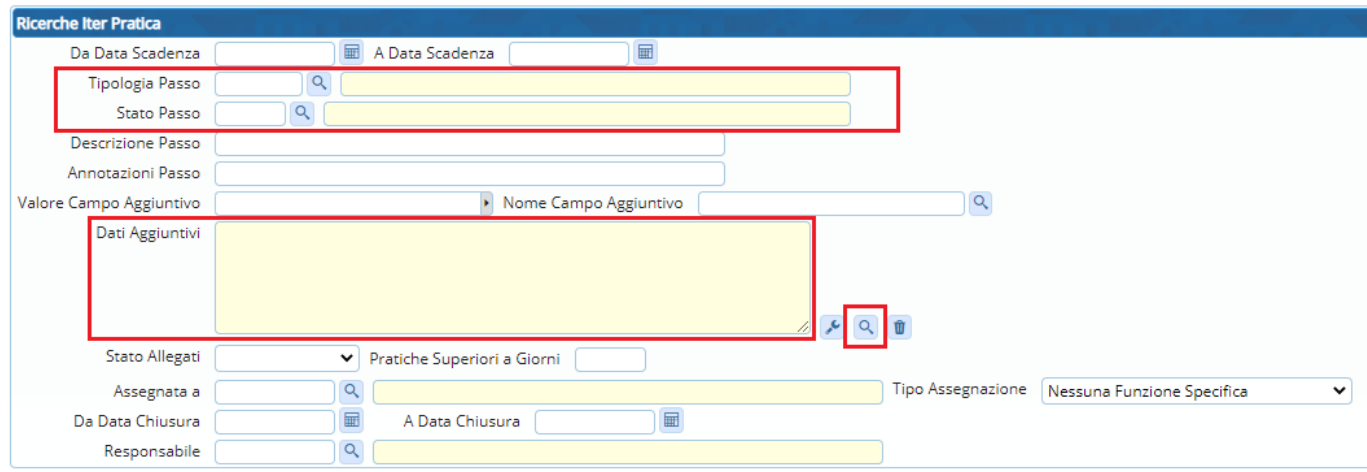 Ricerche Iter Pratica
Da Data Scadenza A Data Scadenza
Tipologia Passo
Stato Passo
Descrizione Passo
Annotazioni Passo
Valore Campo Aggiuntivo Nome Campo Aggiuntivo
Dati Aggiuntivi
Stato Allegati Pratiche Superiori a Giorni
Assegnata a Tipo Assegnazione Nessuna Funzione Specifica
Da Data Chiusura A Data Chiusura
Responsabile